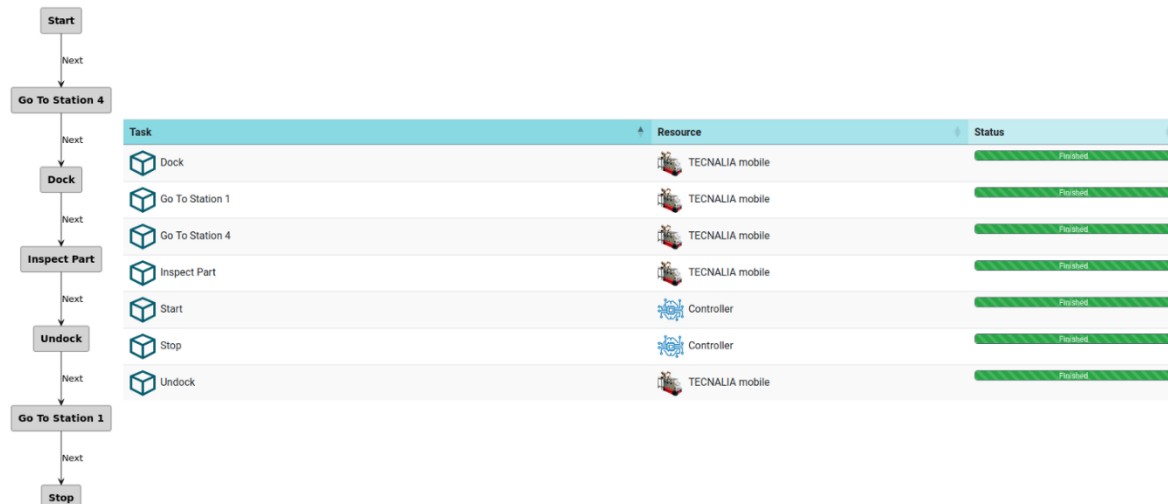 Start
Next
Go To Station 4
Next
Dock
Next
Inspect Part
Next
Undock
Next
Go To Station 1
Next
Stop
Task Resource Status
Dock TECNALIA mobile Finished
Go To Station 1 TECNALIA mobile Finished
Go To Station 4 TECNALIA mobile Finished
Inspect Part TECNALIA mobile Finished
Start Controller Finished
Stop Controller Finished
Undock TECNALIA mobile Finished